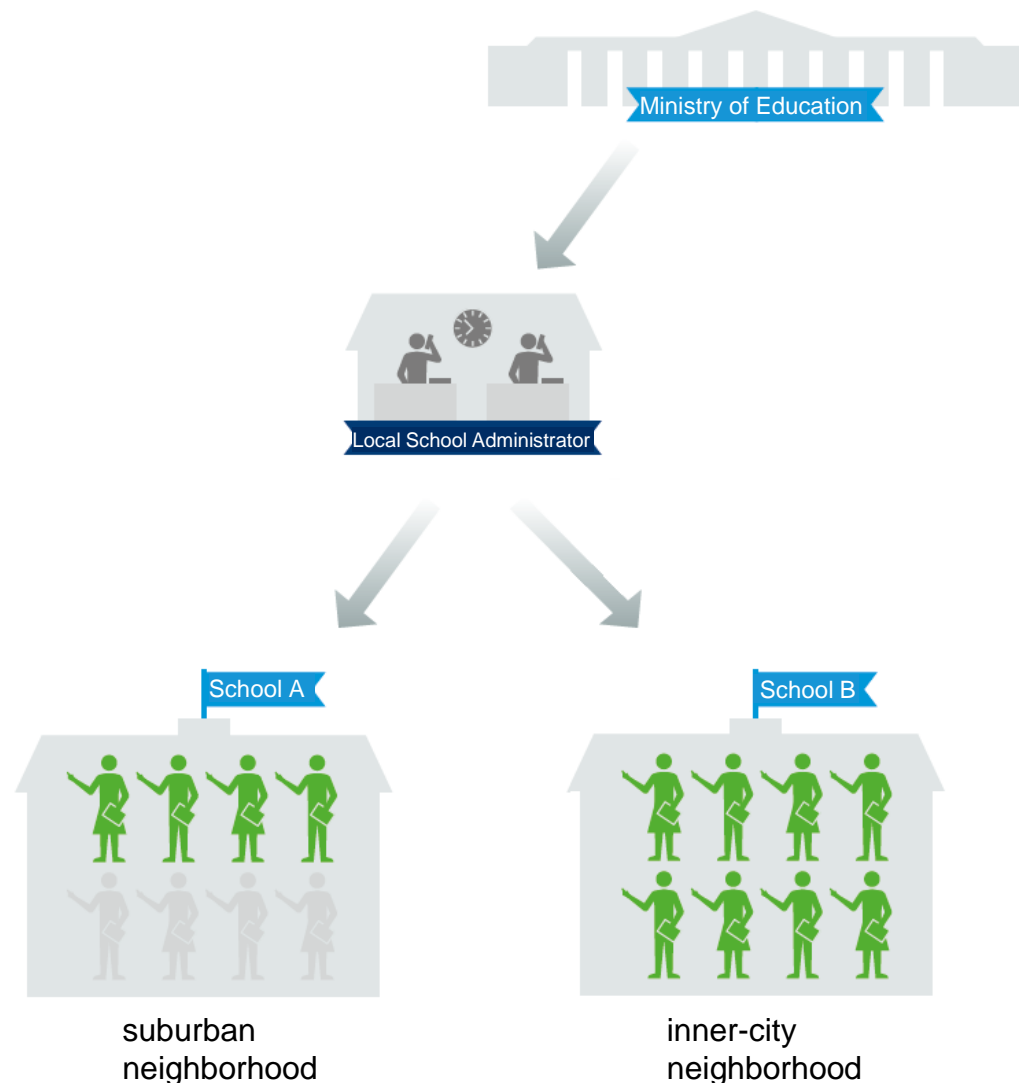 Ministry of Education
Local School Administrator
School A
School B
suburban
neighborhood
inner-city
neighborhood